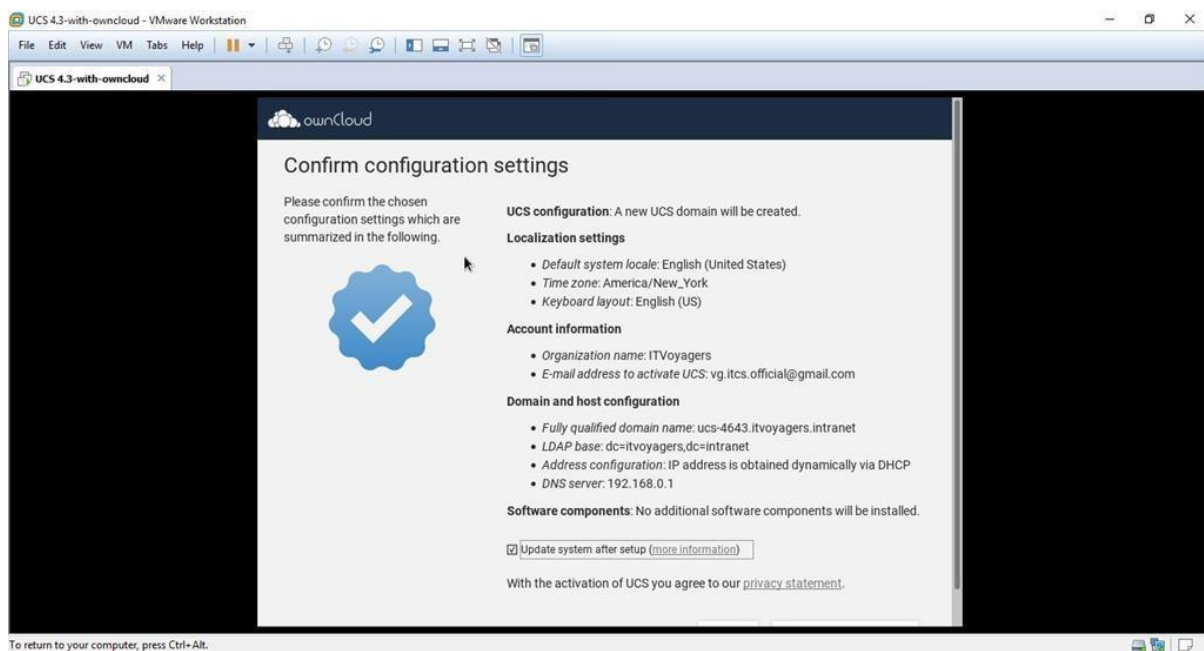 UCS 4.3-with-owncloud - VMware Workstation
File Edit View VM Tabs Help
UCS 4.3-with-owncloud
ownCloud
Confirm configuration settings
Please confirm the chosen
configuration settings which are
summarized in the following.
UCS configuration: A new UCS domain will be created.
Localization settings
• Default system locale: English (United States)
• Time zone: America/New_York
• Keyboard layout: English (US)
Account information
• Organization name: ITVoyagers
• E-mail address to activate UCS: vg.itcs.official@gmail.com
Domain and host configuration
• Fully qualified domain name: ucs-4643.itvoyagers.intranet
• LDAP base: dc=itvoyagers,dc=intranet
• Address configuration: IP address is obtained dynamically via DHCP
• DNS server: 192.168.0.1
Software components: No additional software components will be installed.
Update system after setup (more information)
With the activation of UCS you agree to our privacy statement.
To return to your computer, press Ctrl+Alt.